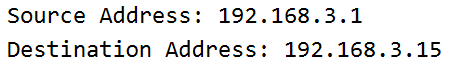 Source Address: 192.168.3.1
Destination Address: 192.168.3.15